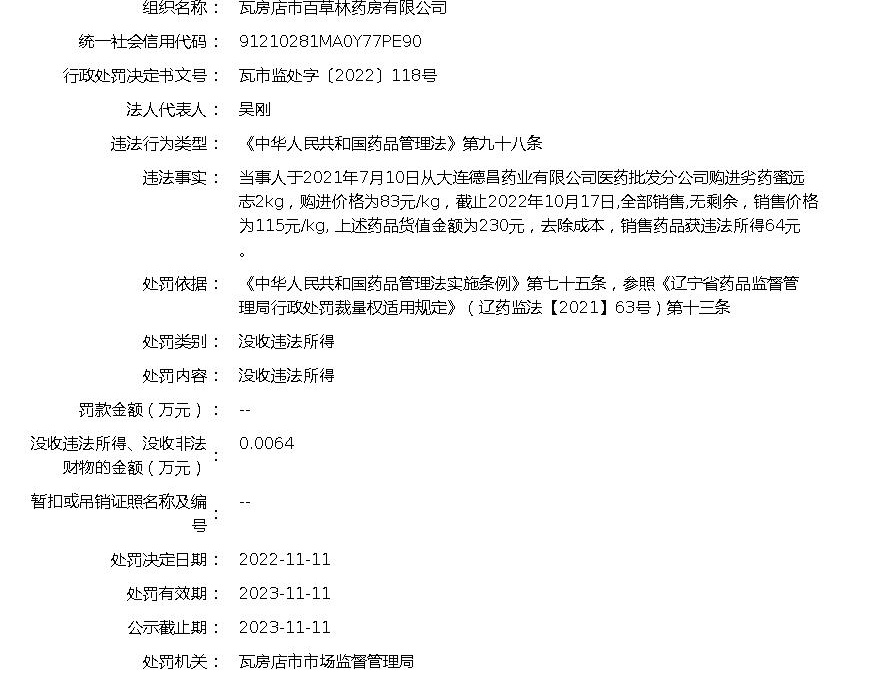 组织名称： 瓦房店市百草林药房有限公司
统一社会信用代码： 91210281MA0Y77PE90
行政处罚决定书文号： 瓦市监处字〔2022〕118号
法人代表人： 吴刚
违法行为类型： 《中华人民共和国药品管理法》第九十八条
违法事实： 当事人于2021年7月10日从大连德昌药业有限公司医药批发分公司购进劣药蜜远
志2kg，购进价格为83元/kg，截止2022年10月17日,全部销售,无剩余，销售价格
为115元/kg, 上述药品货值金额为230元，去除成本，销售药品获违法所得64元
。
处罚依据： 《中华人民共和国药品管理法实施条例》第七十五条，参照《辽宁省药品监督管
理局行政处罚裁量权适用规定》（辽药监法【2021】63号）第十三条
处罚类别： 没收违法所得
处罚内容： 没收违法所得
罚款金额（万元）： --
没收违法所得、没收非法
财物的金额（万元）： 0.0064
暂扣或吊销证照名称及编
号： --
处罚决定日期： 2022-11-11
处罚有效期： 2023-11-11
公示截止期： 2023-11-11
处罚机关： 瓦房店市市场监督管理局